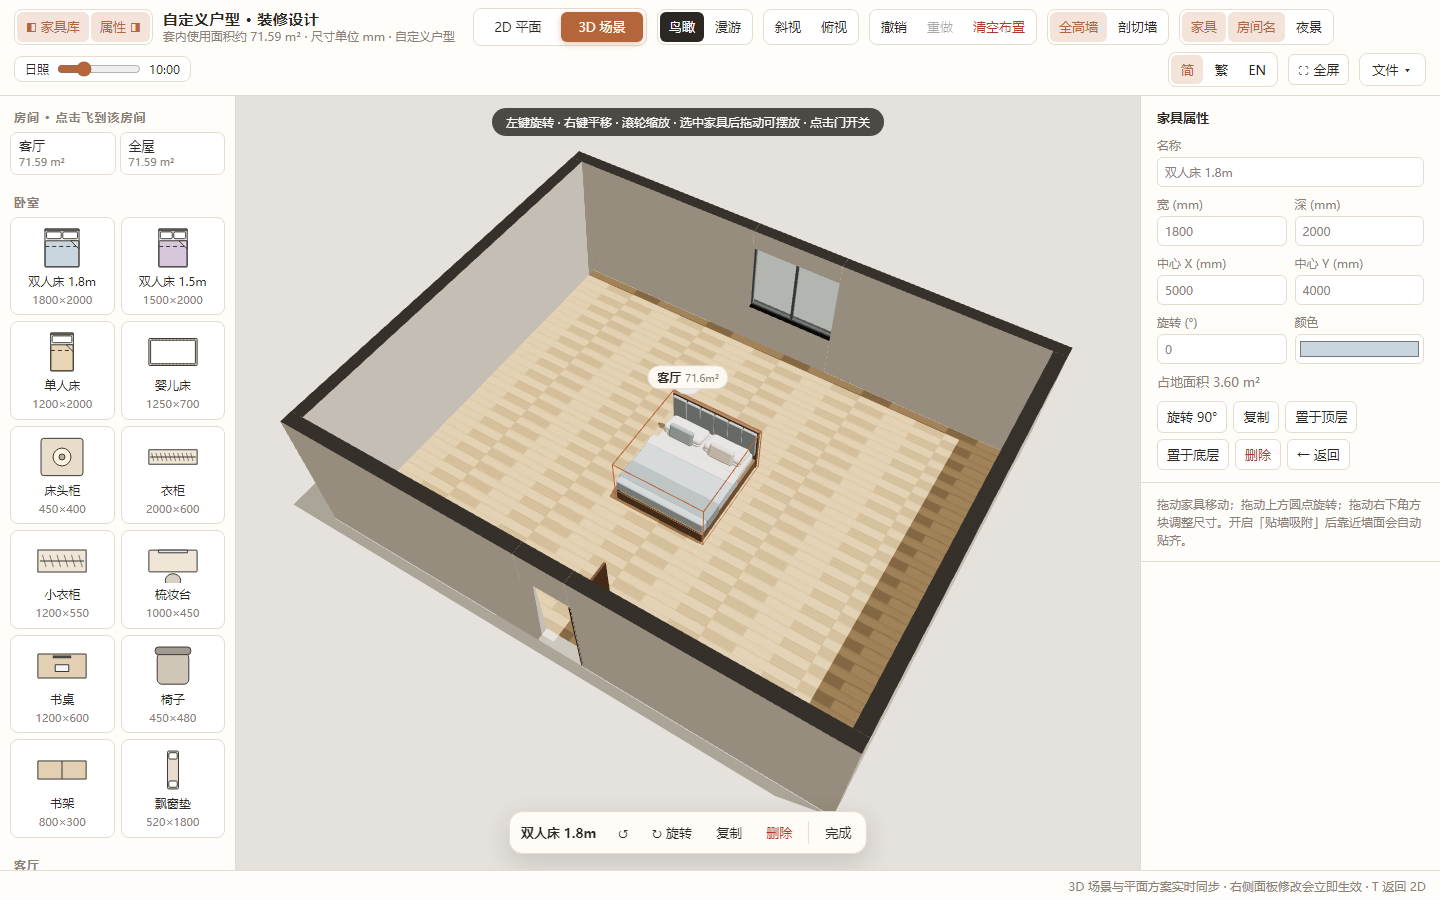 家具库
属性
自定义户型 • 装修设计
套内使用面积约 71.59 m² · 尺寸单位 mm · 自定义户型
2D 平面
3D 场景
鸟瞰
漫游
斜视
俯视
撤销
重做
清空布置
全高墙
剖切墙
家具
房间名
夜景
日照
10:00
简
繁
EN
全屏
文件
房间 • 点击飞到该房间
客厅
71.59 m²
全屋
71.59 m²
卧室
双人床 1.8m
1800×2000
双人床 1.5m
1500×2000
单人床
1200×2000
婴儿床
1250×700
床头柜
450×400
衣柜
2000×600
小衣柜
1200×550
梳妆台
1000×450
书桌
1200×600
椅子
450×480
书架
800×300
飘窗垫
520×1800
客厅
左键旋转 · 右键平移 · 滚轮缩放 · 选中家具后拖动可摆放 · 点击门开关
客厅 71.6m²
双人床 1.8m
↺
↻ 旋转
复制
删除
完成
家具属性
名称
双人床 1.8m
宽 (mm)
深 (mm)
1800
2000
中心 X (mm)
中心 Y (mm)
5000
4000
旋转 (°)
颜色
0
占地面积 3.60 m²
旋转 90°
复制
置于顶层
置于底层
删除
← 返回
拖动家具移动；拖动上方圆点旋转；拖动右下角方
块调整尺寸。开启「贴墙吸附」后靠近墙面会自动
贴齐。
3D 场景与平面方案实时同步 · 右侧面板修改会立即生效 · T 返回 2D